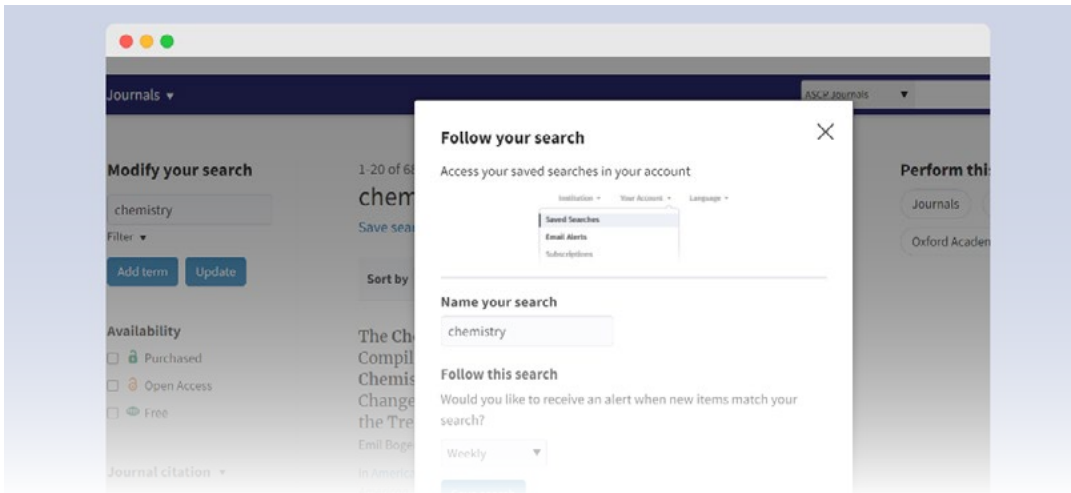 Journals
ASCP Journals
Modify your search
chemistry
Filter
Add term Update
Availability
Purchased
Open Access
Free
Journal citation
1-20 of 68
chem
Save sear
Sort by
The Ch
Compil
Chemis
Change
the Tre
Emil Boge
in America
Follow your search
Access your saved searches in your account
Institution Your Account Language
Saved Searches
Email Alerts
Subscriptions
Name your search
chemistry
Follow this search
Would you like to receive an alert when new items match your
search?
Weekly
Perform thi
Journals
Oxford Academ